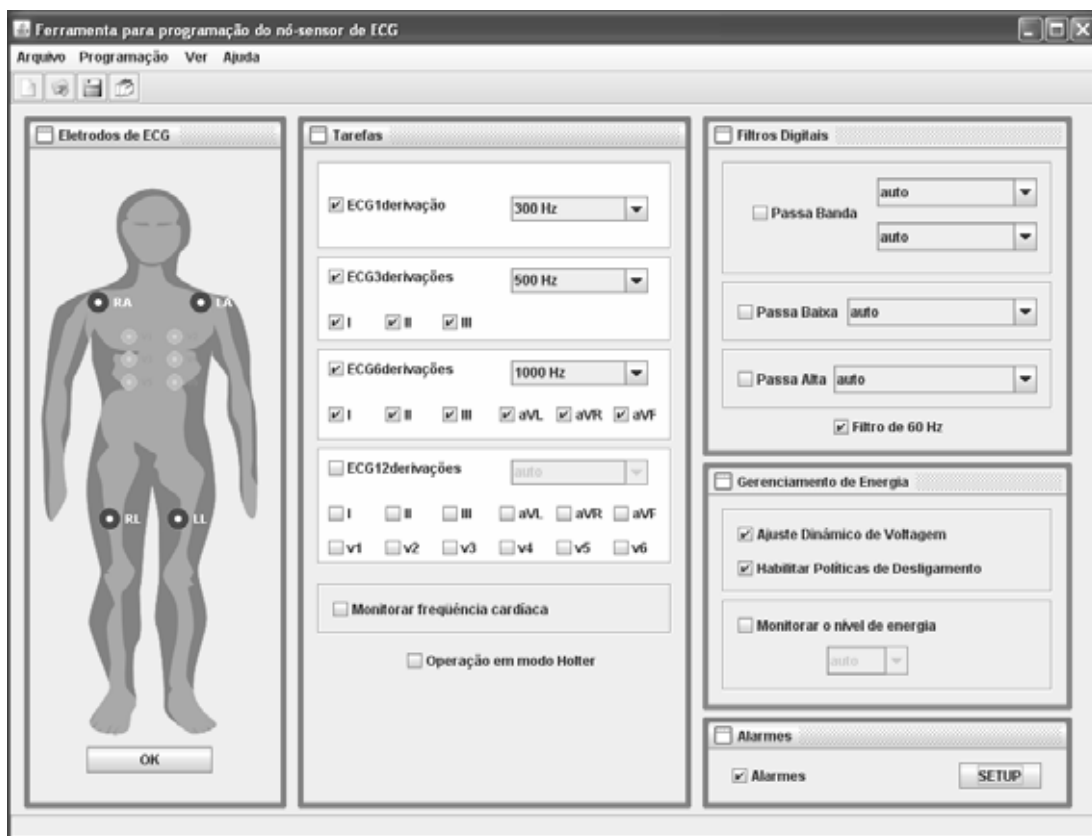 Ferramenta para programação do nó-sensor de ECG
Arquivo Programação Ver Ajuda
Eletrodos de ECG
RA LA
RL LL
OK
Tarefas
ECG1derivação 300 Hz
ECG3derivações 500 Hz
I II III
ECG6derivações 1000 Hz
I II III aVL aVR aVF
ECG12derivações auto
I II III aVL aVR aVF
v1 v2 v3 v4 v5 v6
Monitorar freqüência cardíaca
Operação em modo Holter
Filtros Digitais
auto
Passa Banda
auto
Passa Baixa auto
Passa Alta auto
Filtro de 60 Hz
Gerenciamento de Energia
Ajuste Dinâmico de Voltagem
Habilitar Políticas de Desligamento
Monitorar o nível de energia
auto
Alarmes
Alarmes SETUP